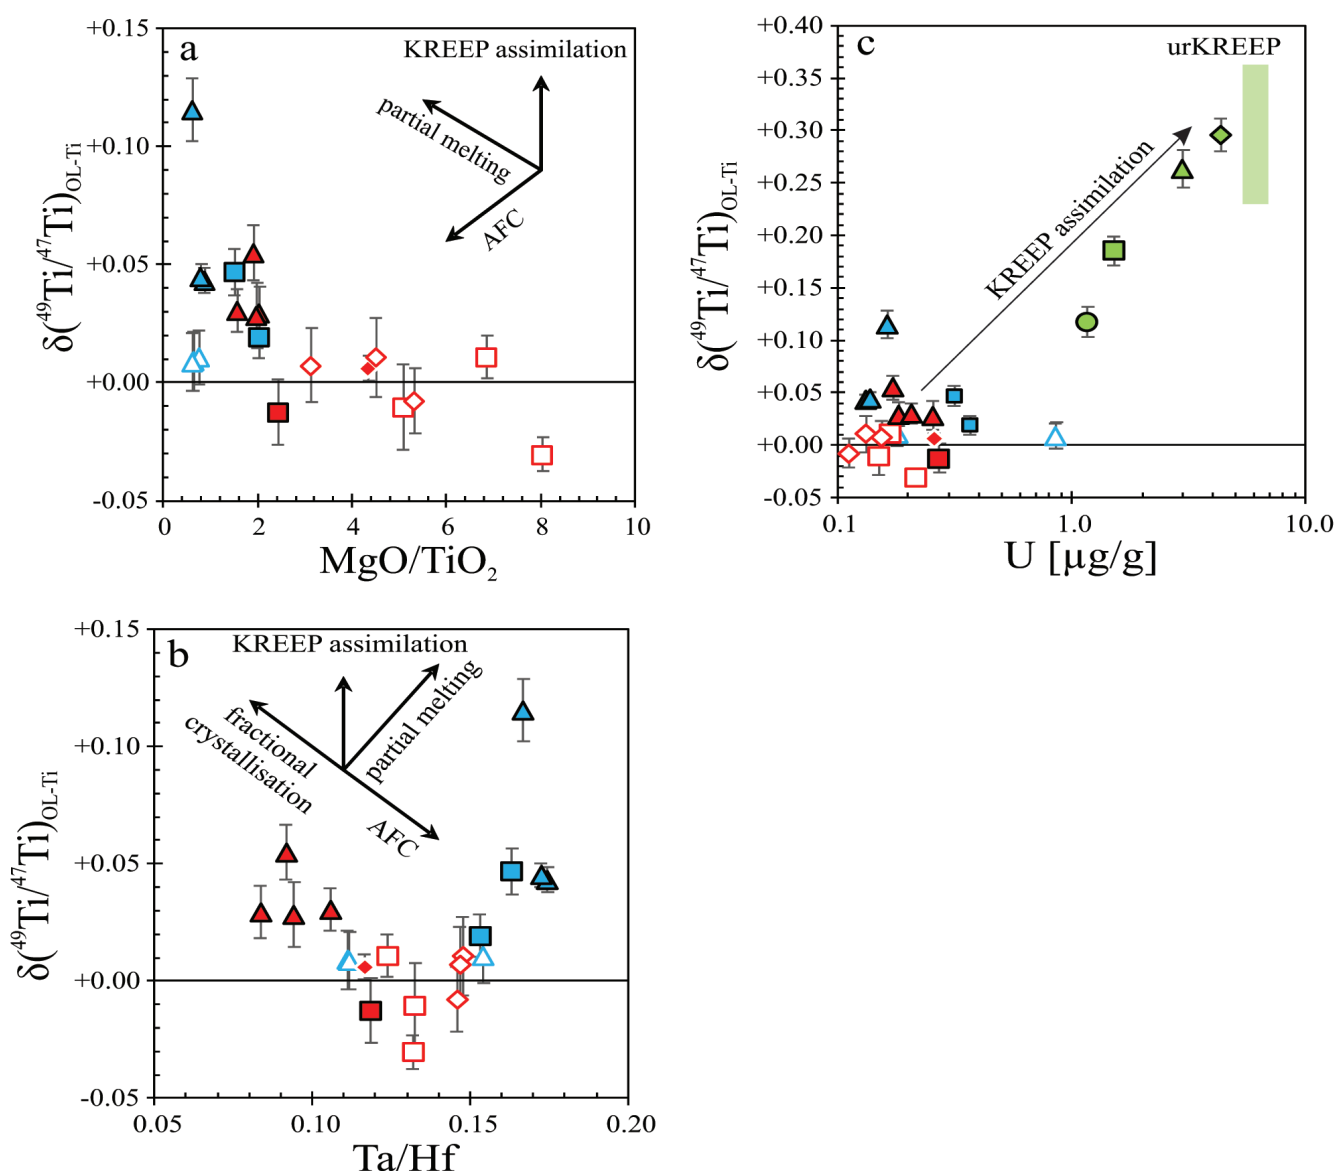 a
KREEP assimilation
partial melting
AFC
+0.15
+0.10
+0.05
+0.00
-0.05
δ(⁴⁹Ti/⁴⁷Ti)OL-Ti
0 2 4 6 8 10
MgO/TiO₂
c
urKREEP
KREEP assimilation
+0.40
+0.35
+0.30
+0.25
+0.20
+0.15
+0.10
+0.05
+0.00
-0.05
δ(⁴⁹Ti/⁴⁷Ti)OL-Ti
0.1 1.0 10.0
U [µg/g]
b
KREEP assimilation
fractional
crystallisation
partial melting
AFC
+0.15
+0.10
+0.05
+0.00
-0.05
δ(⁴⁹Ti/⁴⁷Ti)OL-Ti
0.05 0.10 0.15 0.20
Ta/Hf